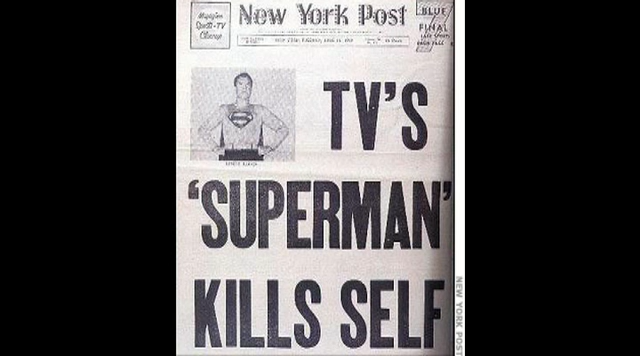 New York Post
BLUE
FINAL
TV'S
'SUPERMAN'
KILLS SELF
NEW YORK POST